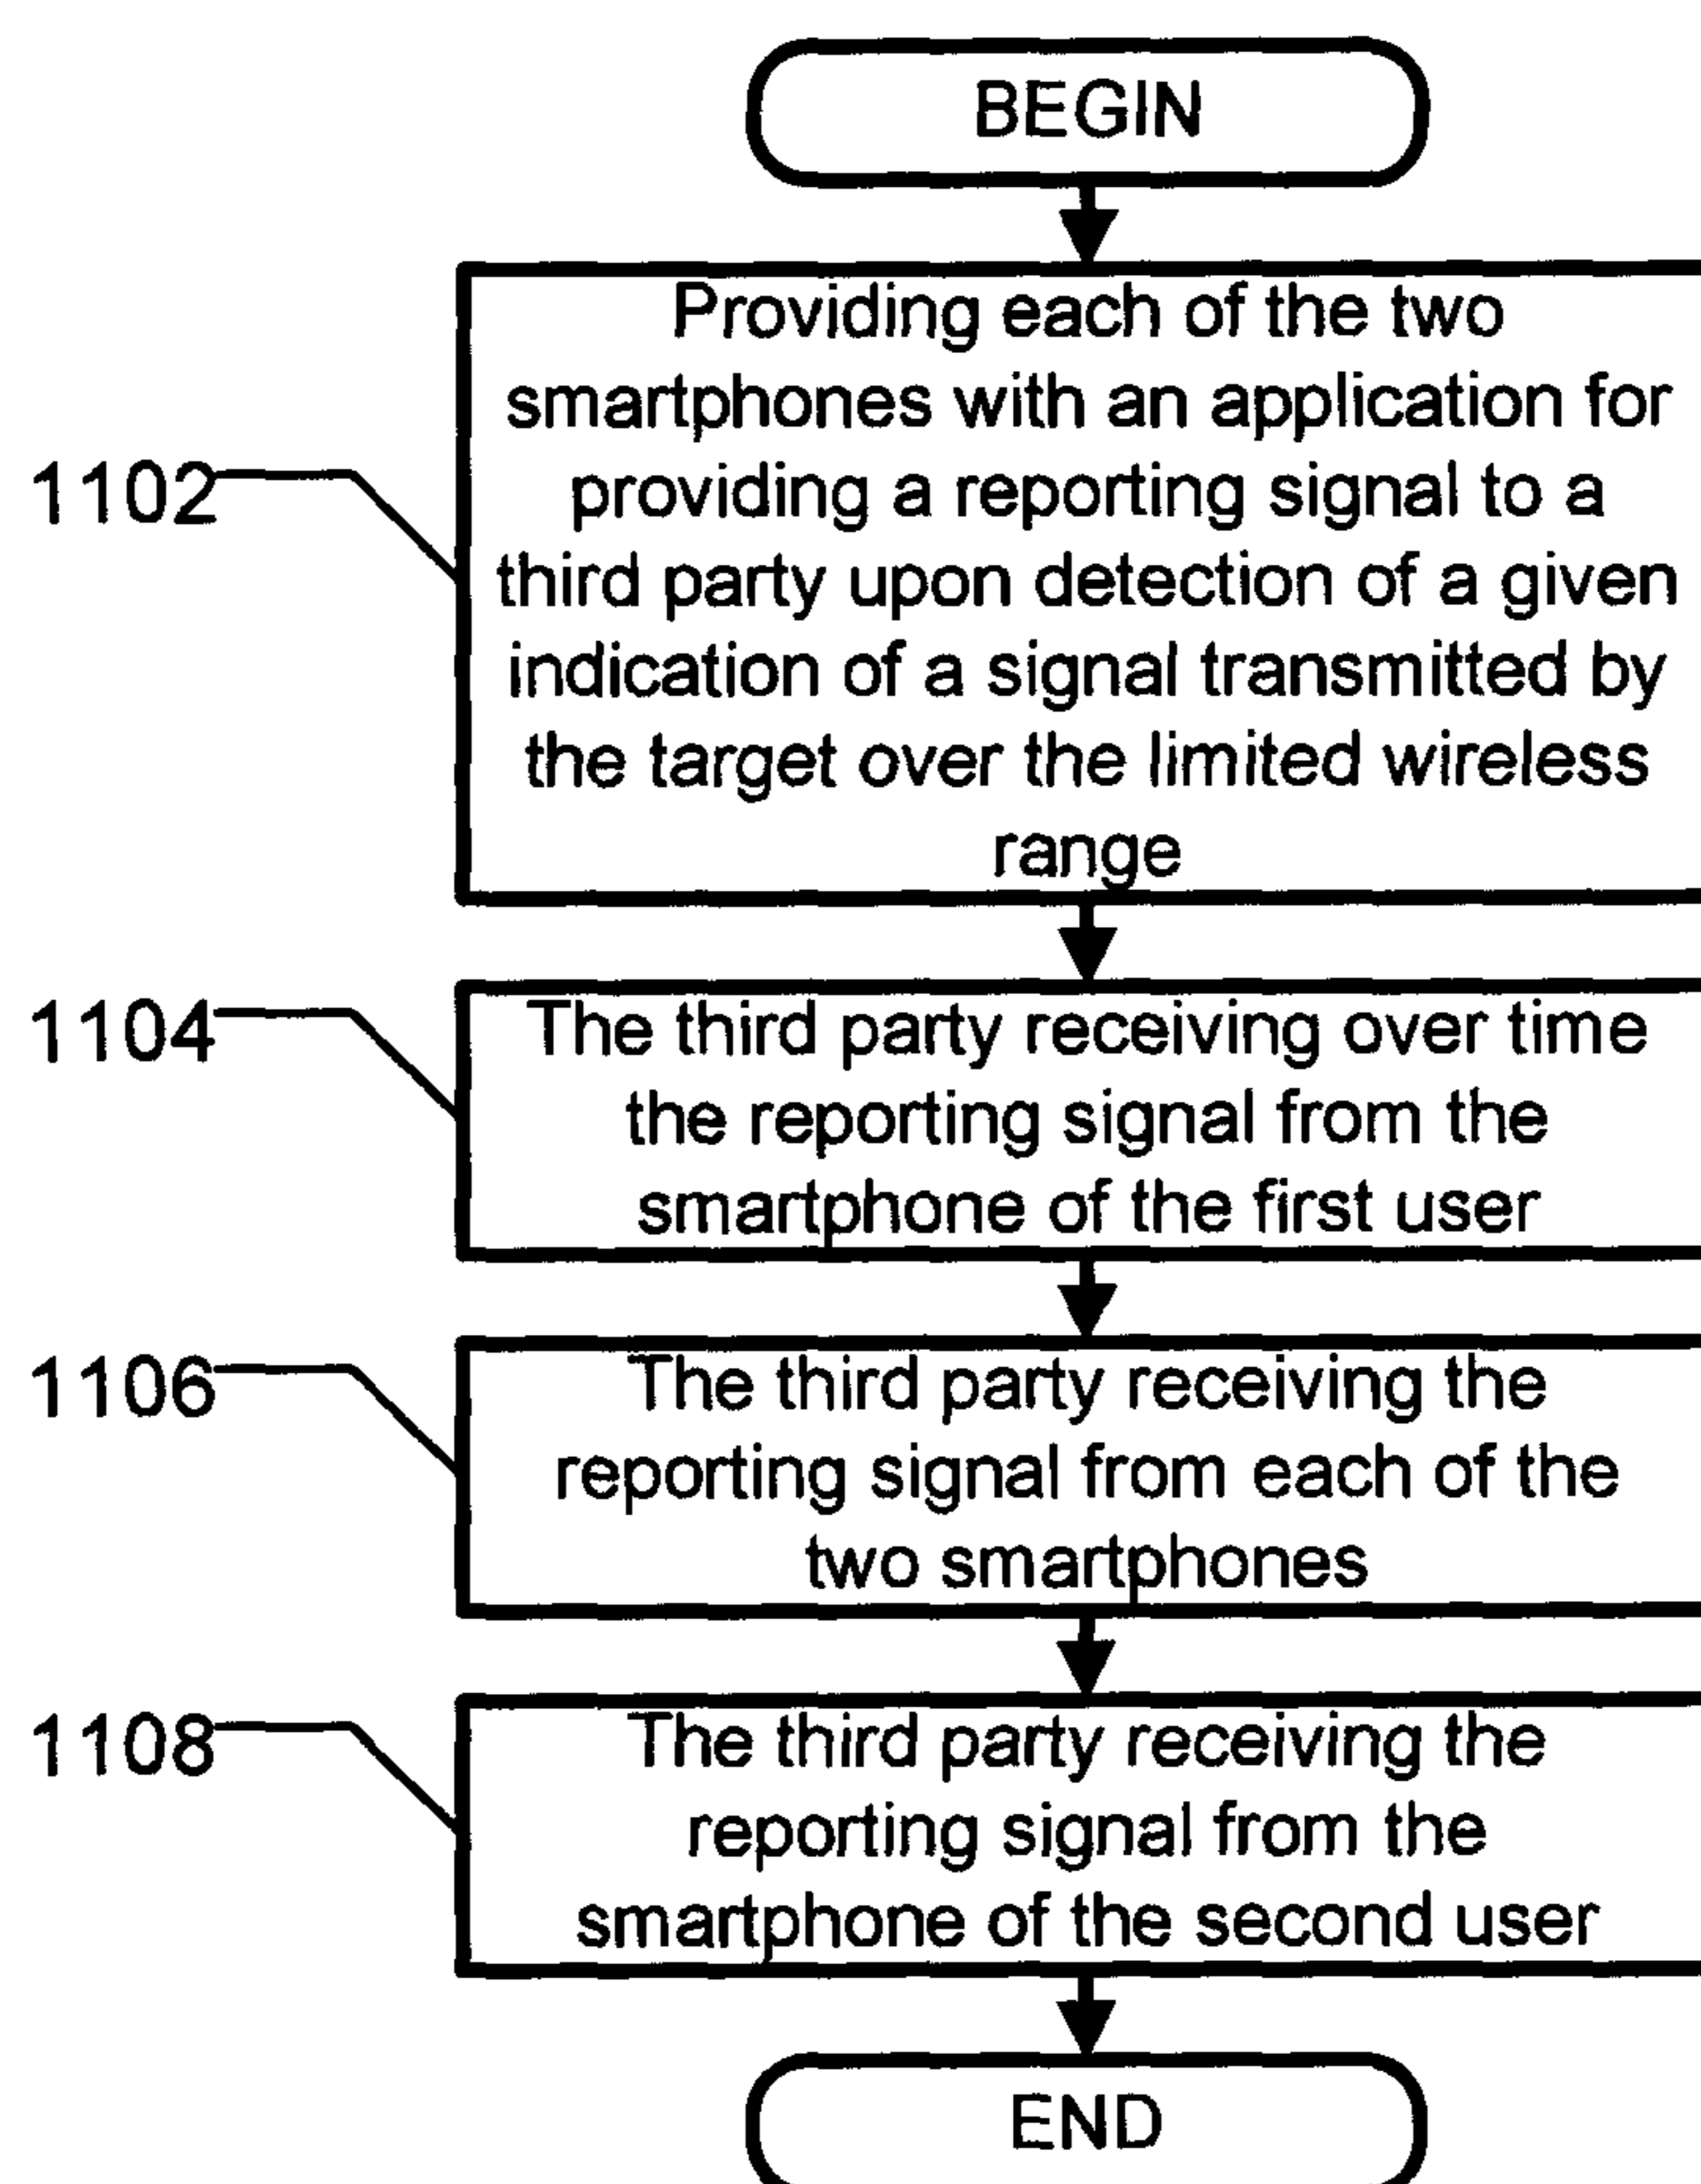 BEGIN
Providing each of the two
smartphones with an application for
providing a reporting signal to a
third party upon detection of a given
indication of a signal transmitted by
the target over the limited wireless
range
1102
The third party receiving over time
the reporting signal from the
smartphone of the first user
1104
The third party receiving the
reporting signal from each of the
two smartphones
1106
The third party receiving the
reporting signal from the
smartphone of the second user
1108
END